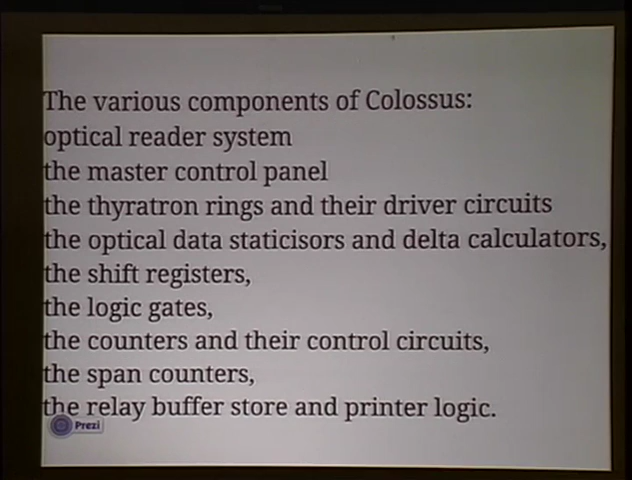 The various components of Colossus:
optical reader system
the master control panel
the thyratron rings and their driver circuits
the optical data staticisors and delta calculators,
the shift registers,
the logic gates,
the counters and their control circuits,
the span counters,
the relay buffer store and printer logic.
Prezi